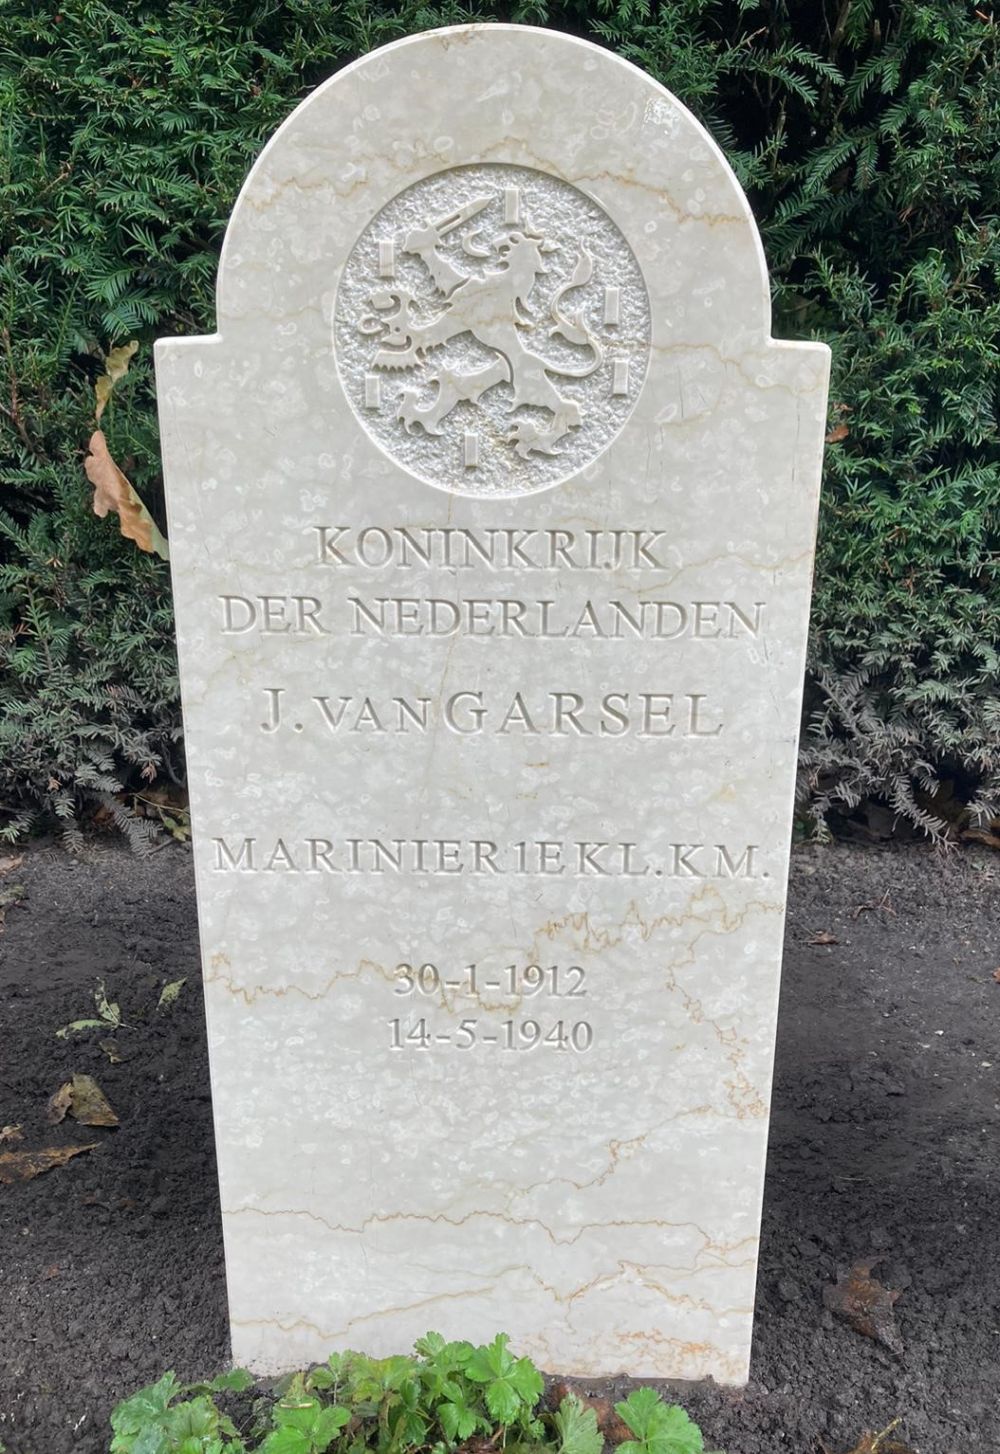 KONINKRIJK
DER NEDERLANDEN
J. VAN GARSEL
MARINIER 1E KL. KM.
30-1-1912
14-5-1940